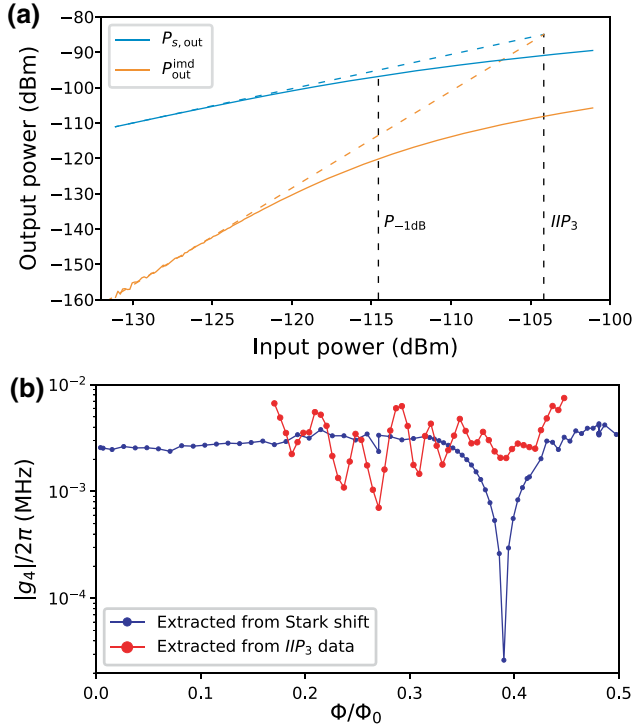 (a)
−80
−90
−100
−110
−120
−130
−140
−150
−160
Output power (dBm)
P_{s, out}
P_{out}^{imd}
P_{−1dB}
IIP_3
−130 −125 −120 −115 −110 −105 −100
Input power (dBm)
(b)
10^{−2}
10^{−3}
10^{−4}
|g_4|/2π (MHz)
Extracted from Stark shift
Extracted from IIP_3 data
0.0 0.1 0.2 0.3 0.4 0.5
Φ/Φ_0